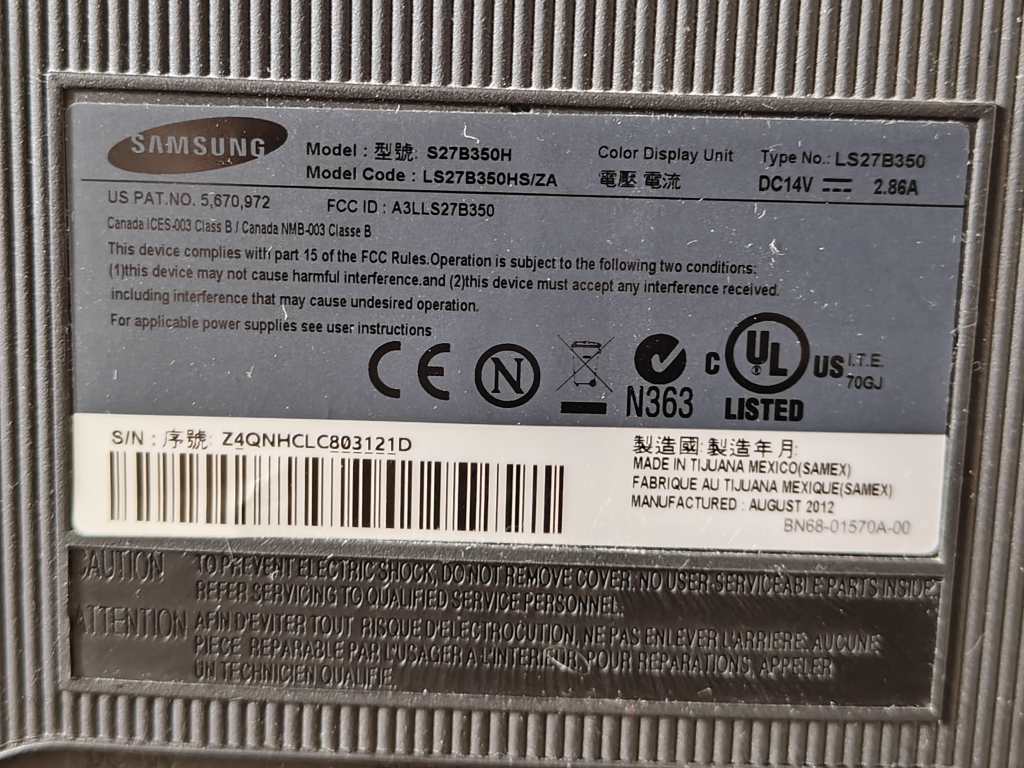 SAMSUNG
Model : 型號: S27B350H
Model Code : LS27B350HS/ZA
Color Display Unit
電壓 電流
Type No.: LS27B350
DC14V 2.86A
US PAT.NO. 5,670,972
FCC ID : A3LLS27B350
Canada ICES-003 Class B / Canada NMB-003 Classe B
This device complies with part 15 of the FCC Rules.Operation is subject to the following two conditions:
(1)this device may not cause harmful interference.and (2)this device must accept any interference received.
including interference that may cause undesired operation.
For applicable power supplies see user instructions
CE
N
N363
C UL US
LISTED
I.T.E.
70GJ
S/N : 序號: Z4QNHCLC803121D
製造國: 製造年月:
MADE IN TIJUANA MEXICO(SAMEX)
FABRIQUE AU TIJUANA MEXIQUE(SAMEX)
MANUFACTURED : AUGUST 2012
BN68-01570A-00
CAUTION TO PREVENT ELECTRIC SHOCK, DO NOT REMOVE COVER. NO USER-SERVICEABLE PARTS INSIDE
REFER SERVICING TO QUALIFIED SERVICE PERSONNEL.
ATTENTION AFIN D'EVITER TOUT RISQUE D'ELECTROCUTION, NE PAS ENLEVER L'ARRIERE. AUCUNE
PIECE REPARABLE PAR L'USAGER A L'INTERIEUR, POUR REPARATIONS, APPELER
UN TECHNICIEN QUALIFIE